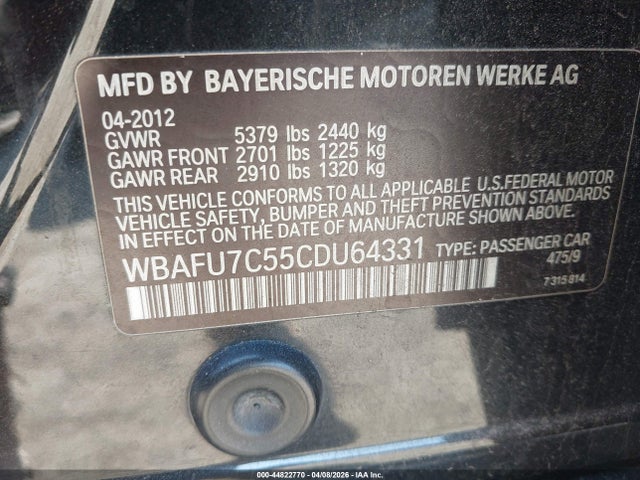 MFD BY BAYERISCHE MOTOREN WERKE AG
04-2012
GVWR 5379 lbs 2440 kg
GAWR FRONT 2701 lbs 1225 kg
GAWR REAR 2910 lbs 1320 kg
THIS VEHICLE CONFORMS TO ALL APPLICABLE U.S.FEDERAL MOTOR
VEHICLE SAFETY, BUMPER AND THEFT PREVENTION STANDARDS
IN EFFECT ON THE DATE OF MANUFACTURE SHOWN ABOVE.
WBAFU7C55CDU64331 TYPE: PASSENGER CAR
475/9
7315814
000-44822770 - 04/08/2026 - IAA Inc.